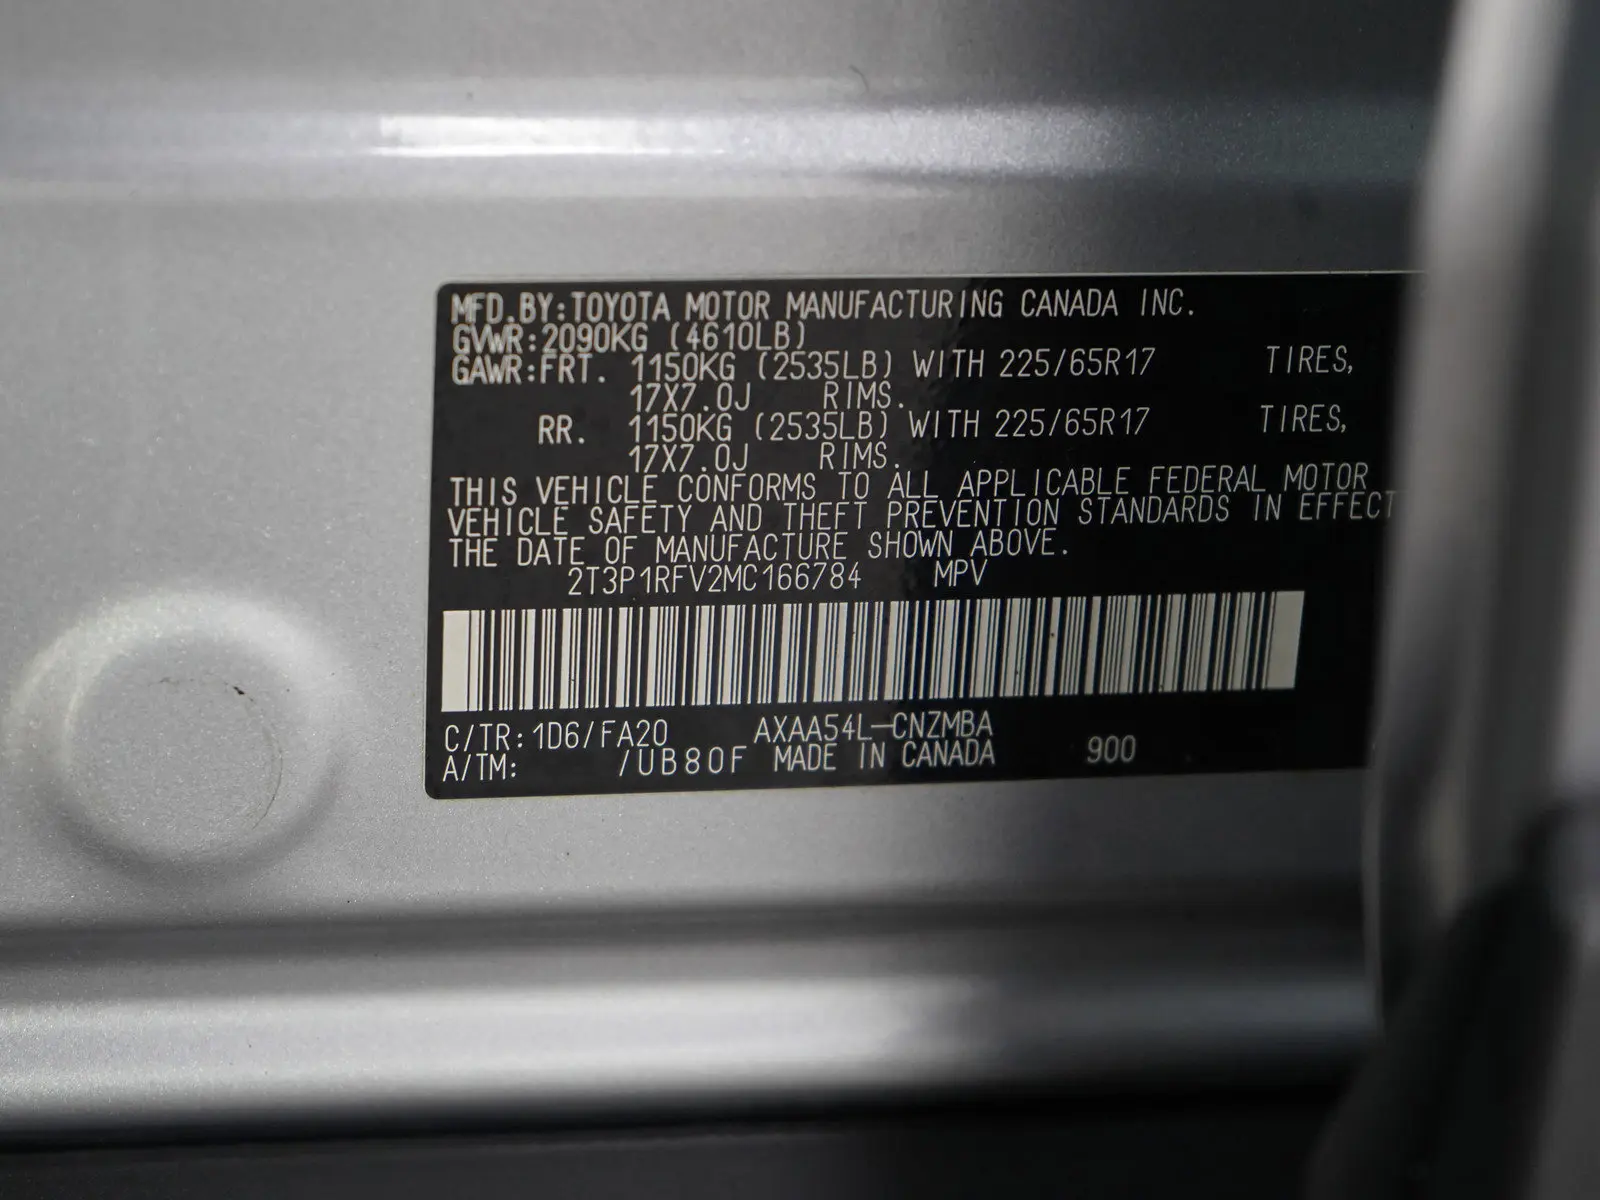 MFD.BY:TOYOTA MOTOR MANUFACTURING CANADA INC.
GVWR:2090KG (4610LB)
GAWR:FRT. 1150KG (2535LB) WITH 225/65R17 TIRES,
17X7.0J RIMS.
RR. 1150KG (2535LB) WITH 225/65R17 TIRES,
17X7.0J RIMS.
THIS VEHICLE CONFORMS TO ALL APPLICABLE FEDERAL MOTOR
VEHICLE SAFETY AND THEFT PREVENTION STANDARDS IN EFFECT
THE DATE OF MANUFACTURE SHOWN ABOVE.
2T3P1RFV2MC166784 MPV
C/TR:1D6/FA20 AXAA54L-CNZMBA
A/TM: /UB80F MADE IN CANADA 900